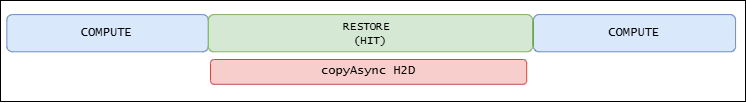 COMPUTE
RESTORE
(HIT)
COMPUTE
copyAsync H2D